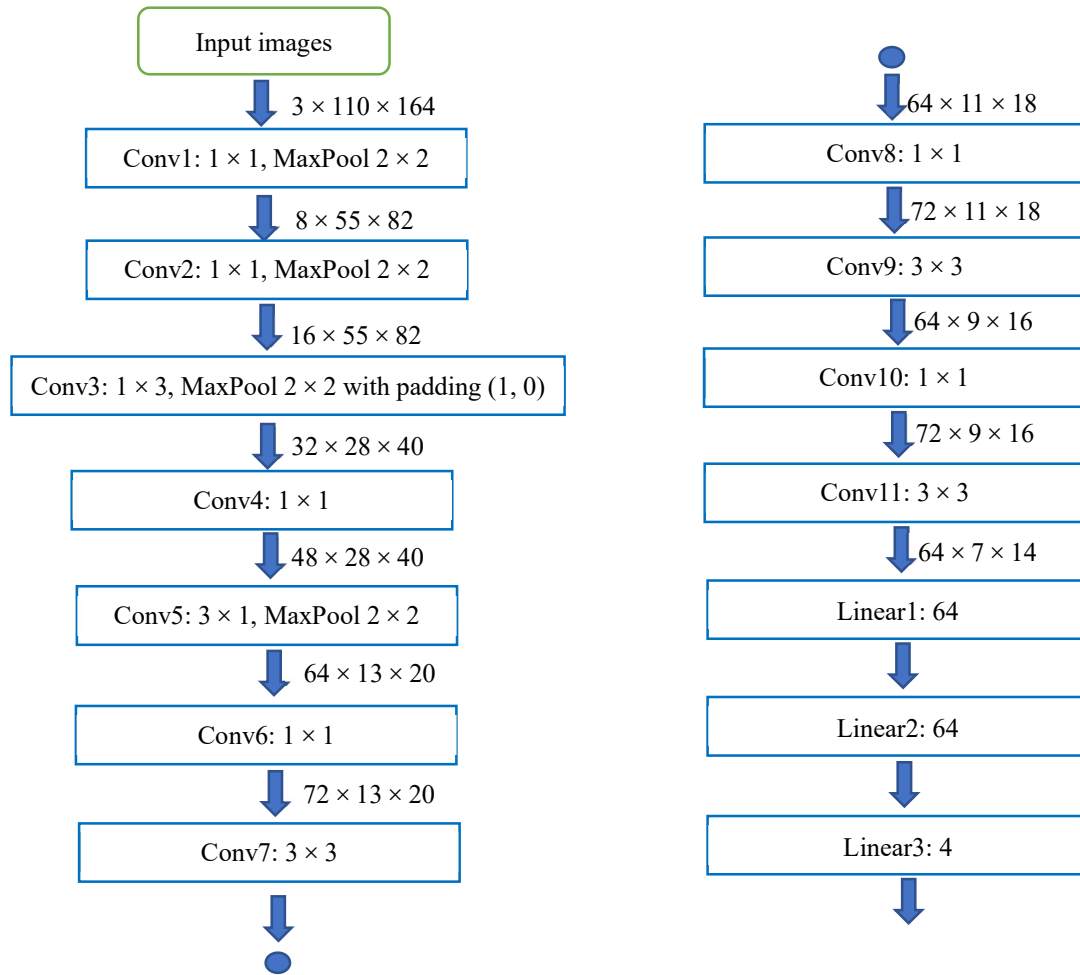 Input images
3 × 110 × 164
Conv1: 1 × 1, MaxPool 2 × 2
8 × 55 × 82
Conv2: 1 × 1, MaxPool 2 × 2
16 × 55 × 82
Conv3: 1 × 3, MaxPool 2 × 2 with padding (1, 0)
32 × 28 × 40
Conv4: 1 × 1
48 × 28 × 40
Conv5: 3 × 1, MaxPool 2 × 2
64 × 13 × 20
Conv6: 1 × 1
72 × 13 × 20
Conv7: 3 × 3
64 × 11 × 18
Conv8: 1 × 1
72 × 11 × 18
Conv9: 3 × 3
64 × 9 × 16
Conv10: 1 × 1
72 × 9 × 16
Conv11: 3 × 3
64 × 7 × 14
Linear1: 64
Linear2: 64
Linear3: 4